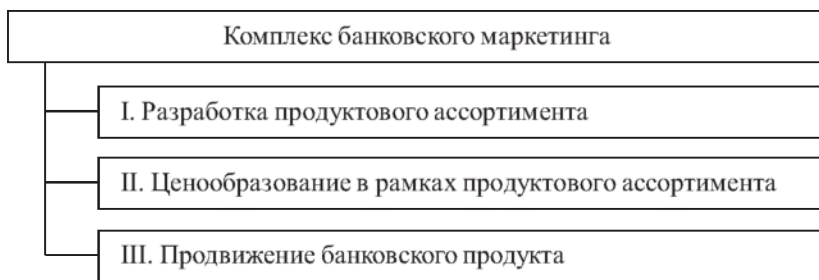 Комплекс банковского маркетинга
I. Разработка продуктового ассортимента
II. Ценообразование в рамках продуктового ассортимента
III. Продвижение банковского продукта